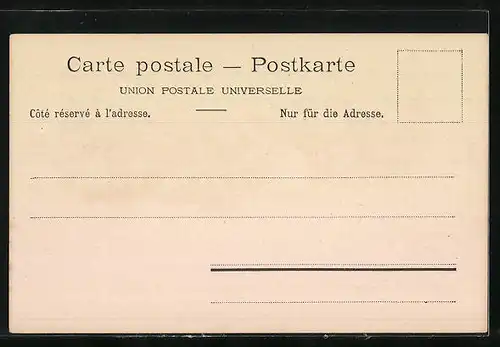 Carte postale — Postkarte
UNION POSTALE UNIVERSELLE
Côté réservé à l'adresse. Nur für die Adresse.